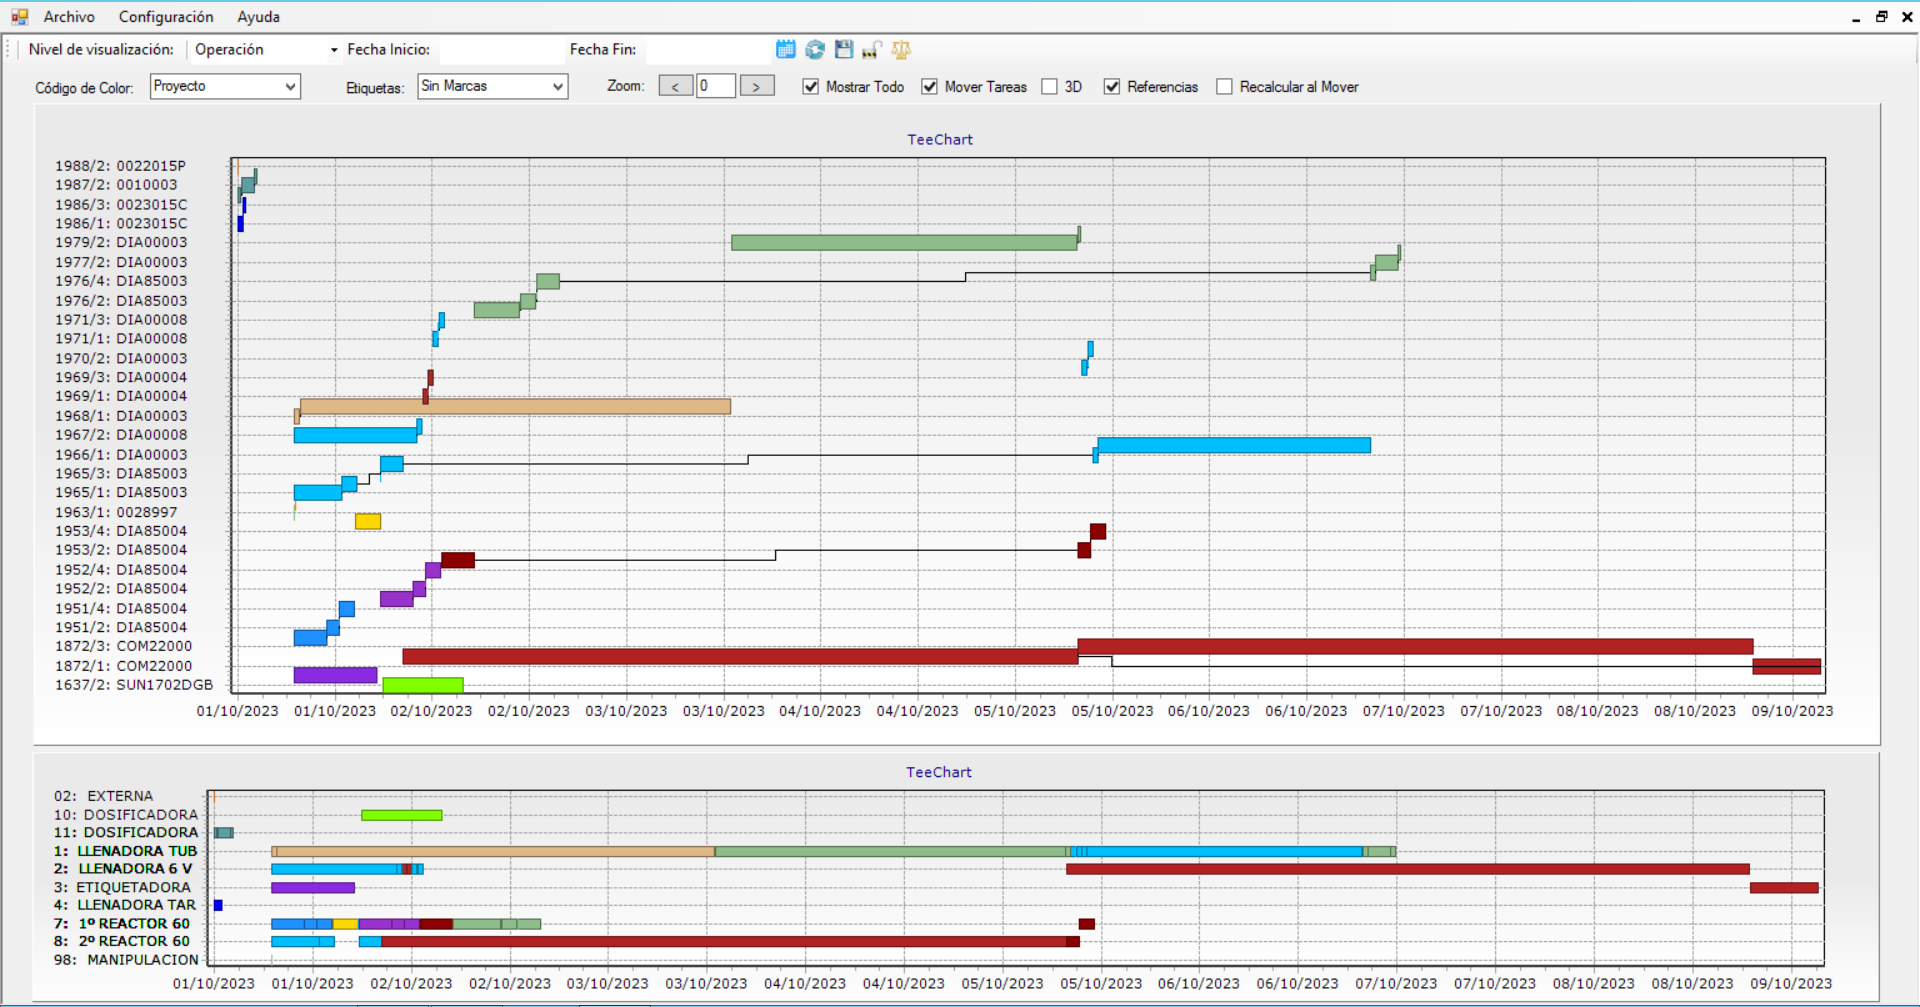 Archivo Configuración Ayuda
Nivel de visualización: Operación Fecha Inicio: Fecha Fin:
Código de Color: Proyecto Etiquetas: Sin Marcas Zoom: < 0 > Mostrar Todo Mover Tareas 3D Referencias Recalcular al Mover
TeeChart
1988/2: 0022015P
1987/2: 0010003
1986/3: 0023015C
1986/1: 0023015C
1979/2: DIA00003
1977/2: DIA00003
1976/4: DIA85003
1976/2: DIA85003
1971/3: DIA00008
1971/1: DIA00008
1970/2: DIA00003
1969/3: DIA00004
1969/1: DIA00004
1968/1: DIA00003
1967/2: DIA00008
1966/1: DIA00003
1965/3: DIA85003
1965/1: DIA85003
1963/1: 0028997
1953/4: DIA85004
1953/2: DIA85004
1952/4: DIA85004
1952/2: DIA85004
1951/4: DIA85004
1951/2: DIA85004
1872/3: COM22000
1872/1: COM22000
1637/2: SUN1702DGB
01/10/2023 01/10/2023 02/10/2023 02/10/2023 03/10/2023 03/10/2023 04/10/2023 04/10/2023 05/10/2023 05/10/2023 06/10/2023 06/10/2023 07/10/2023 07/10/2023 08/10/2023 08/10/2023 09/10/2023
TeeChart
02: EXTERNA
10: DOSIFICADORA
11: DOSIFICADORA
1: LLENADORA TUB
2: LLENADORA 6 V
3: ETIQUETADORA
4: LLENADORA TAR
7: 1º REACTOR 60
8: 2º REACTOR 60
98: MANIPULACION
01/10/2023 01/10/2023 02/10/2023 02/10/2023 03/10/2023 03/10/2023 04/10/2023 04/10/2023 05/10/2023 05/10/2023 06/10/2023 06/10/2023 07/10/2023 07/10/2023 08/10/2023 08/10/2023 09/10/2023